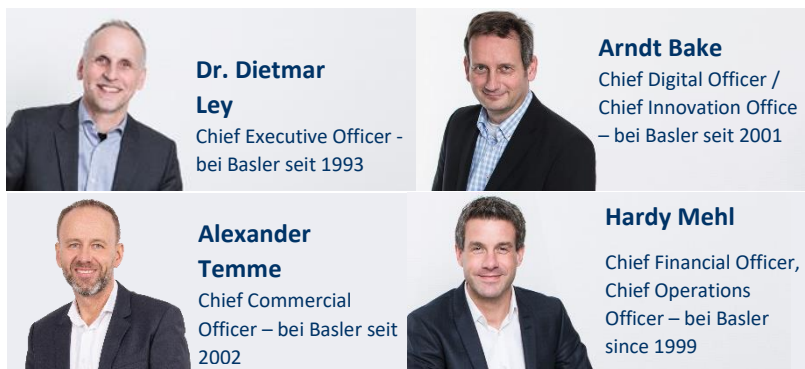 Dr. Dietmar
Ley
Chief Executive Officer -
bei Basler seit 1993
Arndt Bake
Chief Digital Officer /
Chief Innovation Office
– bei Basler seit 2001
Alexander
Temme
Chief Commercial
Officer – bei Basler seit
2002
Hardy Mehl
Chief Financial Officer,
Chief Operations
Officer – bei Basler
since 1999